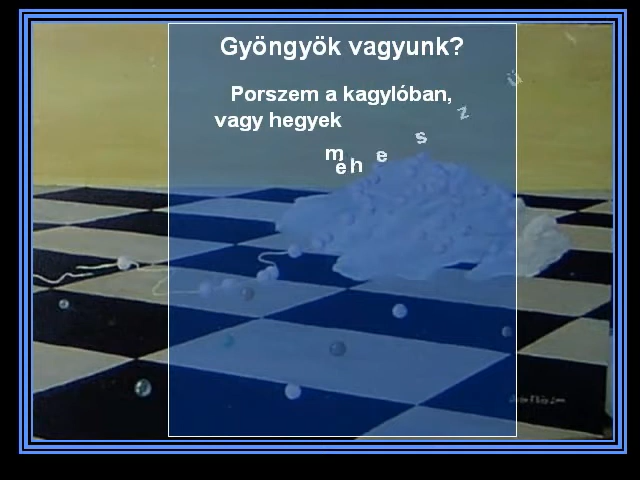 Gyöngyök vagyunk?
Porszem a kagylóban,
vagy hegyek
m e h e s z ü